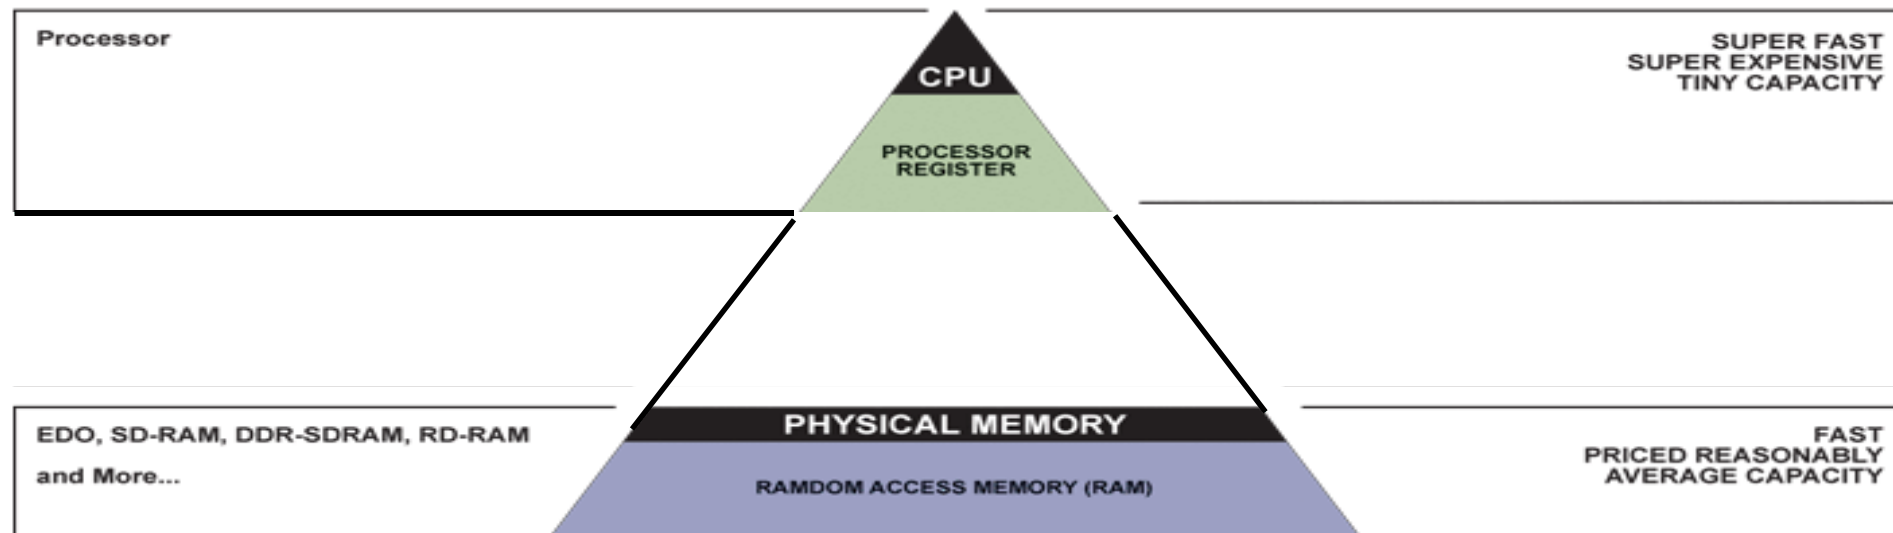 Processor
CPU
SUPER FAST
SUPER EXPENSIVE
TINY CAPACITY
PROCESSOR
REGISTER
PHYSICAL MEMORY
EDO, SD-RAM, DDR-SDRAM, RD-RAM
and More...
RAMDOM ACCESS MEMORY (RAM)
FAST
PRICED REASONABLY
AVERAGE CAPACITY